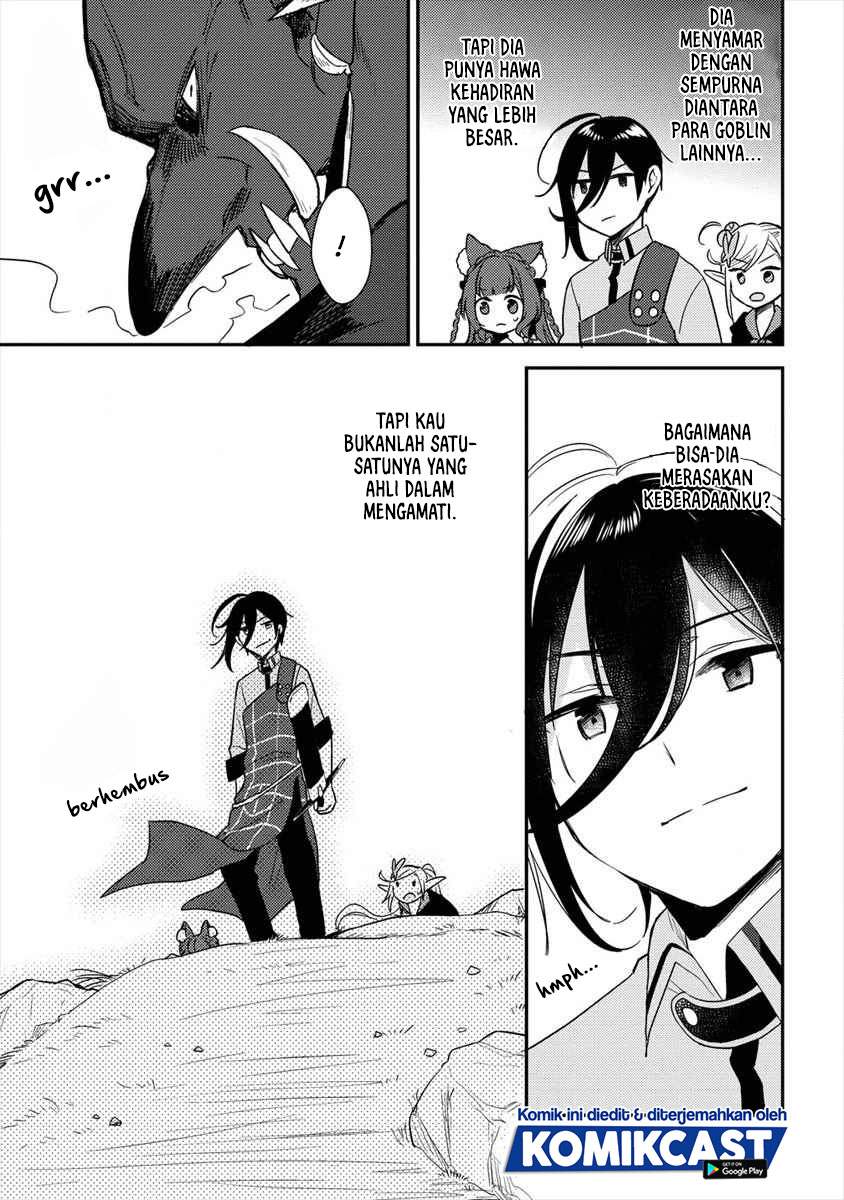 DIA
MENYAMAR
DENGAN
SEMPURNA
DIANTARA
PARA GOBLIN
LAINNYA...
TAPI DIA
PUNYA HAWA
KEHADIRAN
YANG LEBIH
BESAR.
grr...
!
BAGAIMANA
BISA-DIA
MERASAKAN
KEBERADAANKU?
hmph...
TAPI KAU
BUKANLAH SATU-
SATUNYA YANG
AHLI DALAM
MENGAMATI.
berhembus
Komik ini diedit & diterjemahkan oleh
KOMIKCAST
GET IT ON
Google Play